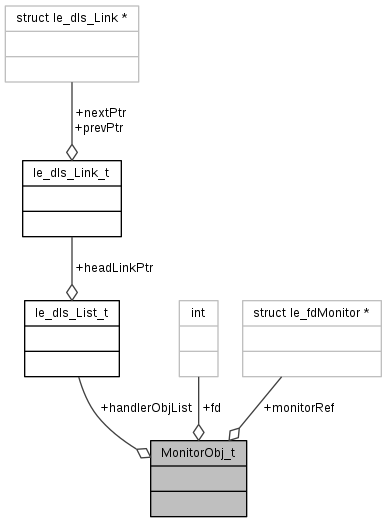 struct le_dls_Link *
+nextPtr
+prevPtr
le_dls_Link_t
+headLinkPtr
le_dls_List_t
int
struct le_fdMonitor *
+handlerObjList
+fd
+monitorRef
MonitorObj_t